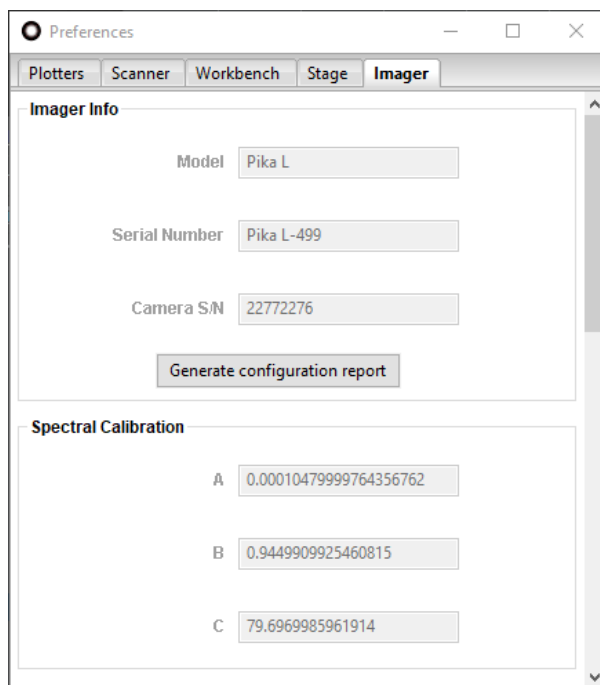 Preferences
Plotters Scanner Workbench Stage Imager
Imager Info
Model Pika L
Serial Number Pika L-499
Camera S/N 22772276
Generate configuration report
Spectral Calibration
A 0.00010479999764356762
B 0.9449909925460815
C 79.6969985961914